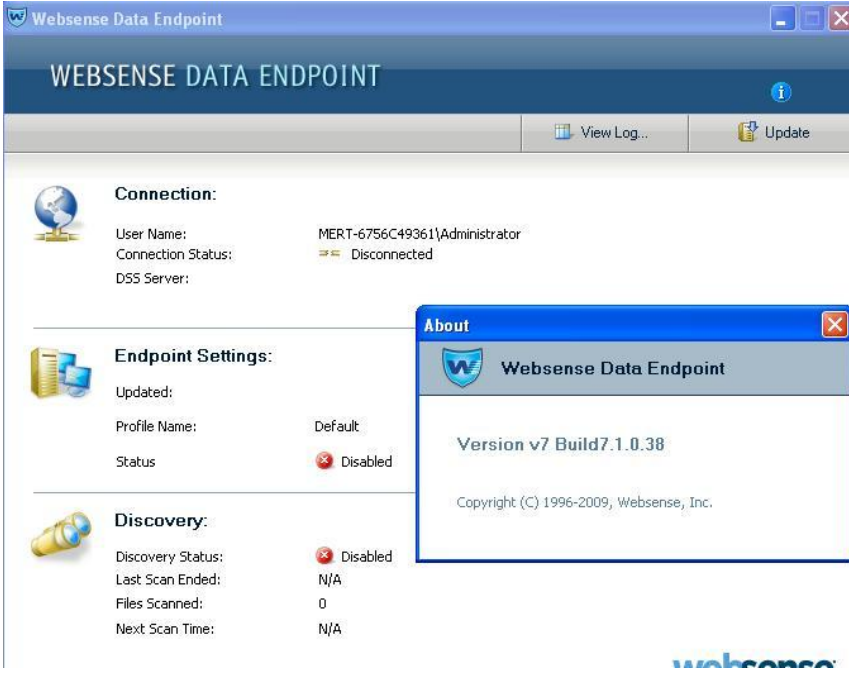 Websense Data Endpoint
WEBSENSE DATA ENDPOINT
View Log...
Update
Connection:
User Name: MERT-6756C49361\Administrator
Connection Status: Disconnected
DSS Server:
Endpoint Settings:
Updated:
Profile Name: Default
Status Disabled
Discovery:
Discovery Status: Disabled
Last Scan Ended: N/A
Files Scanned: 0
Next Scan Time: N/A
About
Websense Data Endpoint
Version v7 Build7.1.0.38
Copyright (C) 1996-2009, Websense, Inc.
websense